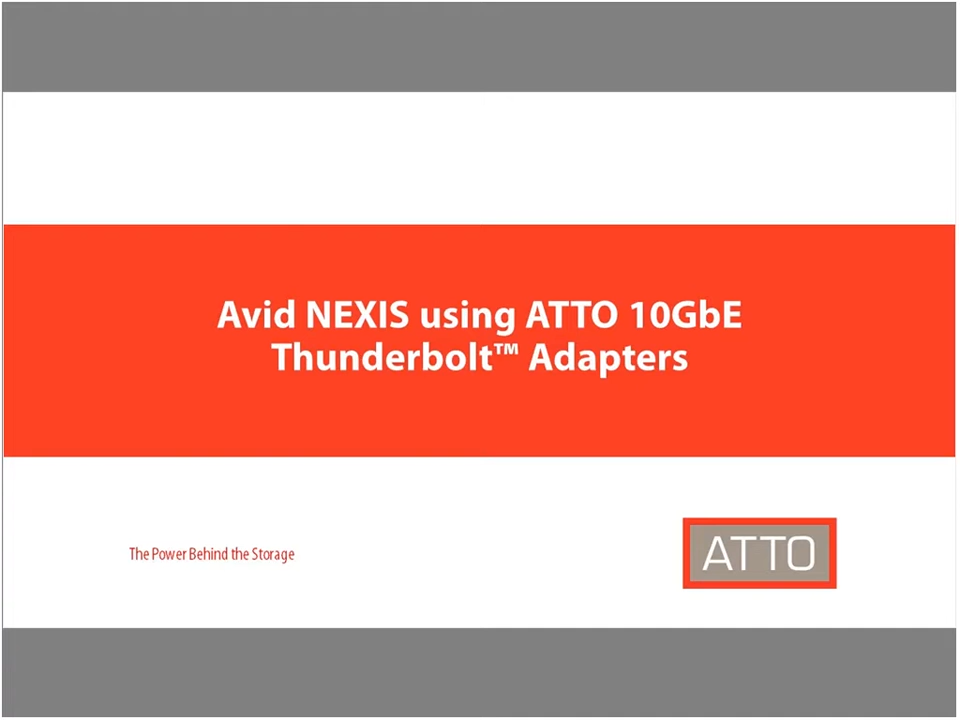 Avid NEXIS using ATTO 10GbE
Thunderbolt™ Adapters
The Power Behind the Storage
ATTO